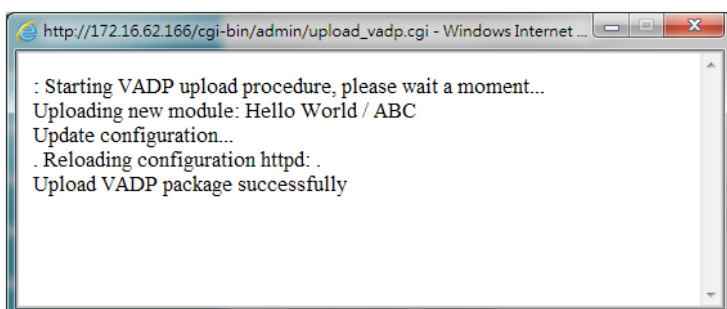 http://172.16.62.166/cgi-bin/admin/upload_vadp.cgi - Windows Internet ...
: Starting VADP upload procedure, please wait a moment...
Uploading new module: Hello World / ABC
Update configuration...
. Reloading configuration httpd: .
Upload VADP package successfully